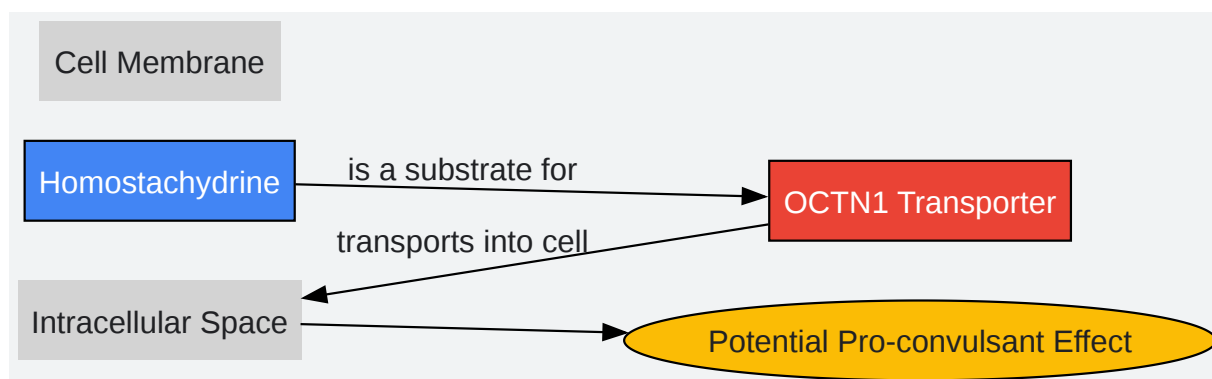 Cell Membrane
is a substrate for
Homostachydrine
OCTN1 Transporter
transports into cell
Intracellular Space
Potential Pro-convulsant Effect